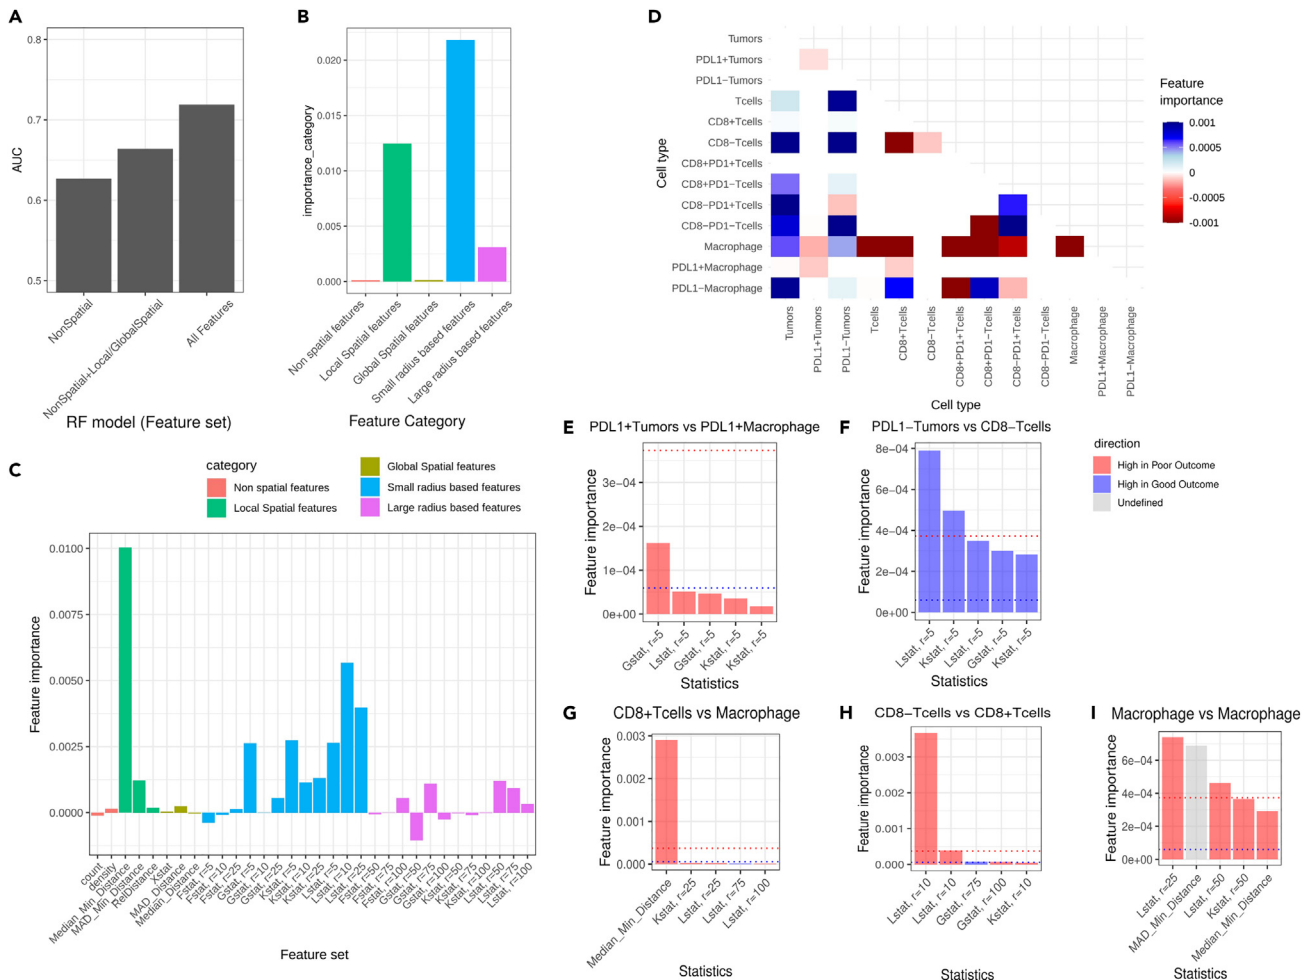 A
0.8
0.7
0.6
0.5
AUC
NonSpatial
NonSpatial+Local/GlobalSpatial
All Features
RF model (Feature set)
B
0.020
0.015
0.010
0.005
0.000
importance_category
Non spatial features
Local Spatial features
Global Spatial features
Small radius based features
Large radius based features
Feature Category
C
category
Non spatial features
Local Spatial features
Global Spatial features
Small radius based features
Large radius based features
0.0100
0.0075
0.0050
0.0025
0.0000
Feature importance
count
density
Median_Min_Distance
MAD_Min_Distance
RelDistance
Xstat
MAD_Distance
Median_Distance
Fstat, r=5
Fstat, r=10
Fstat, r=25
Gstat, r=5
Gstat, r=10
Gstat, r=25
Kstat, r=5
Kstat, r=10
Kstat, r=25
Lstat, r=5
Lstat, r=10
Lstat, r=25
Fstat, r=50
Fstat, r=75
Fstat, r=100
Gstat, r=50
Gstat, r=75
Gstat, r=100
Kstat, r=50
Kstat, r=75
Kstat, r=100
Lstat, r=50
Lstat, r=75
Lstat, r=100
Feature set
D
Tumors
PDL1+Tumors
PDL1−Tumors
Tcells
CD8+Tcells
CD8−Tcells
CD8+PD1+Tcells
CD8+PD1−Tcells
CD8−PD1+Tcells
CD8−PD1−Tcells
Macrophage
PDL1+Macrophage
PDL1−Macrophage
Cell type
Tumors
PDL1+Tumors
PDL1−Tumors
Tcells
CD8+Tcells
CD8−Tcells
CD8+PD1+Tcells
CD8+PD1−Tcells
CD8−PD1+Tcells
CD8−PD1−Tcells
Macrophage
PDL1+Macrophage
PDL1−Macrophage
Cell type
Feature
importance
0.001
0.0005
0
−0.0005
−0.001
E
PDL1+Tumors vs PDL1+Macrophage
3e−04
2e−04
1e−04
0e+00
Feature importance
Gstat, r=5
Lstat, r=5
Gstat, r=5
Kstat, r=5
Kstat, r=5
Statistics
F
PDL1−Tumors vs CD8−Tcells
8e−04
6e−04
4e−04
2e−04
0e+00
Feature importance
Lstat, r=5
Kstat, r=5
Lstat, r=5
Gstat, r=5
Kstat, r=5
Statistics
direction
High in Poor Outcome
High in Good Outcome
Undefined
G
CD8+Tcells vs Macrophage
0.003
0.002
0.001
0.000
Feature importance
Median_Min_Distance
Kstat, r=25
Lstat, r=25
Lstat, r=75
Lstat, r=100
Statistics
H
CD8−Tcells vs CD8+Tcells
0.003
0.002
0.001
0.000
Feature importance
Lstat, r=10
Lstat, r=10
Gstat, r=75
Gstat, r=100
Kstat, r=10
Statistics
I
Macrophage vs Macrophage
6e−04
4e−04
2e−04
0e+00
Feature importance
Lstat, r=25
MAD_Min_Distance
Lstat, r=50
Kstat, r=50
Median_Min_Distance
Statistics